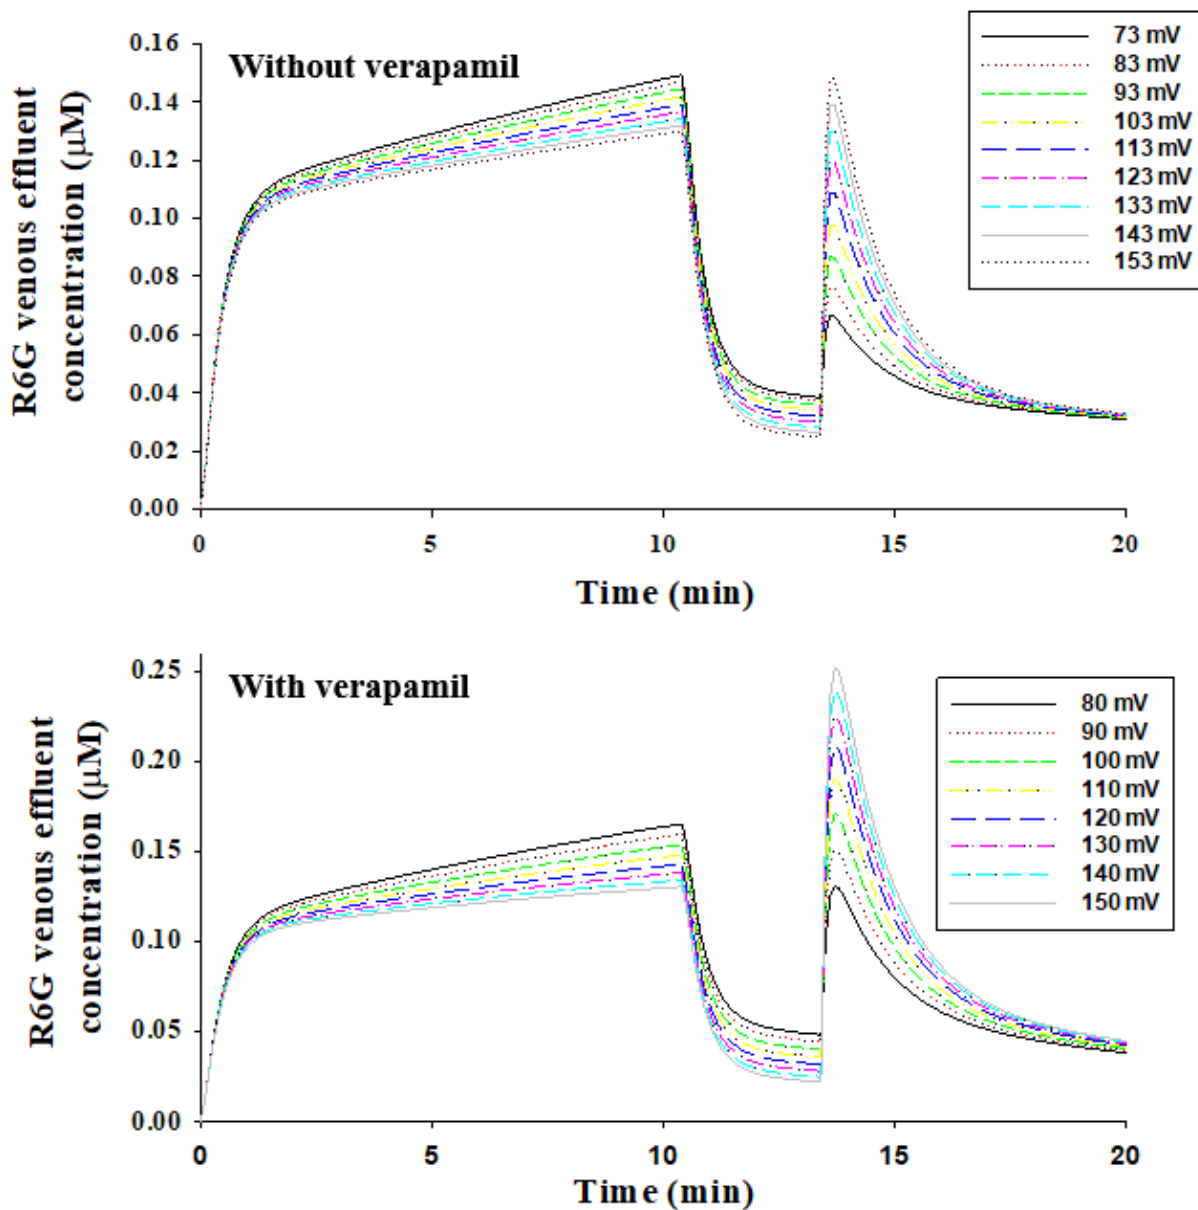 Without verapamil
R6G venous effluent
concentration (μM)
0.16
0.14
0.12
0.10
0.08
0.06
0.04
0.02
0.00
0
5
10
15
20
Time (min)
73 mV
83 mV
93 mV
103 mV
113 mV
123 mV
133 mV
143 mV
153 mV
With verapamil
R6G venous effluent
concentration (μM)
0.25
0.20
0.15
0.10
0.05
0.00
0
5
10
15
20
Time (min)
80 mV
90 mV
100 mV
110 mV
120 mV
130 mV
140 mV
150 mV